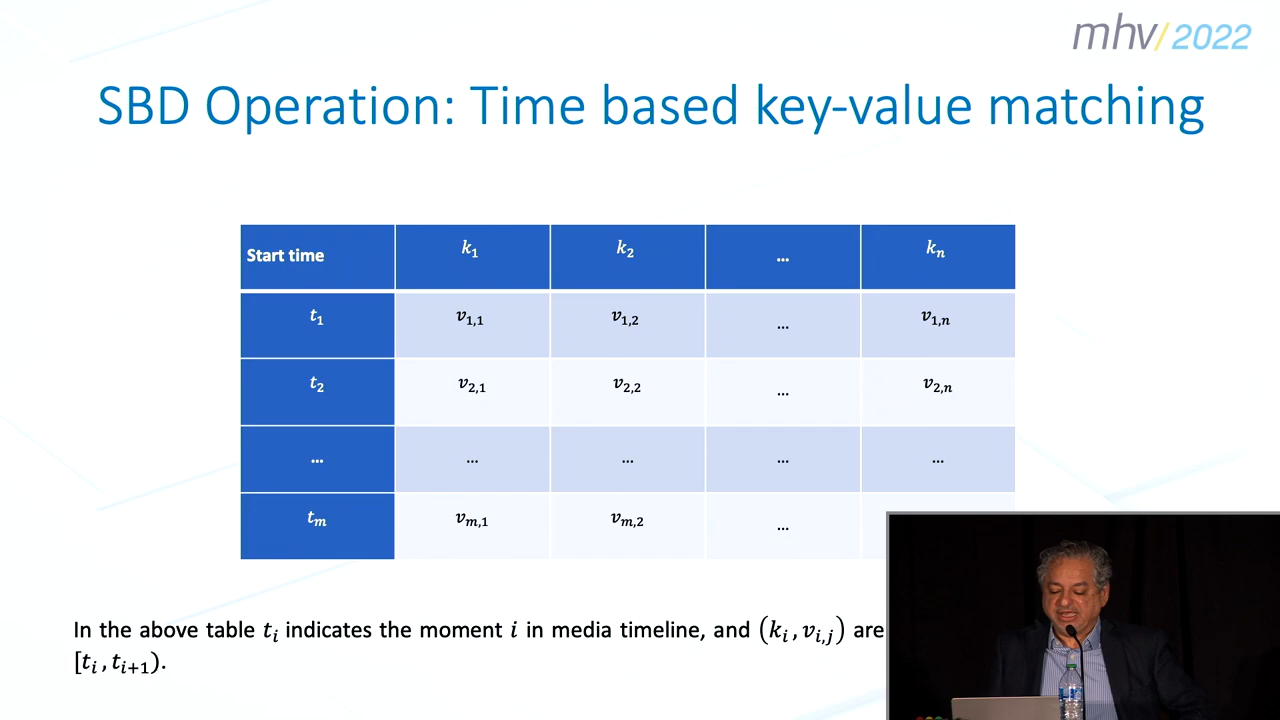 mhv/2022
SBD Operation: Time based key-value matching
Start time k₁ k₂ ... kₙ
t₁ v₁,₁ v₁,₂ ... v₁,ₙ
t₂ v₂,₁ v₂,₂ ... v₂,ₙ
... ... ... ... ...
tₘ vₘ,₁ vₘ,₂ ...
In the above table tᵢ indicates the moment i in media timeline, and (kᵢ, vᵢ,ⱼ) are
[tᵢ, tᵢ₊₁).